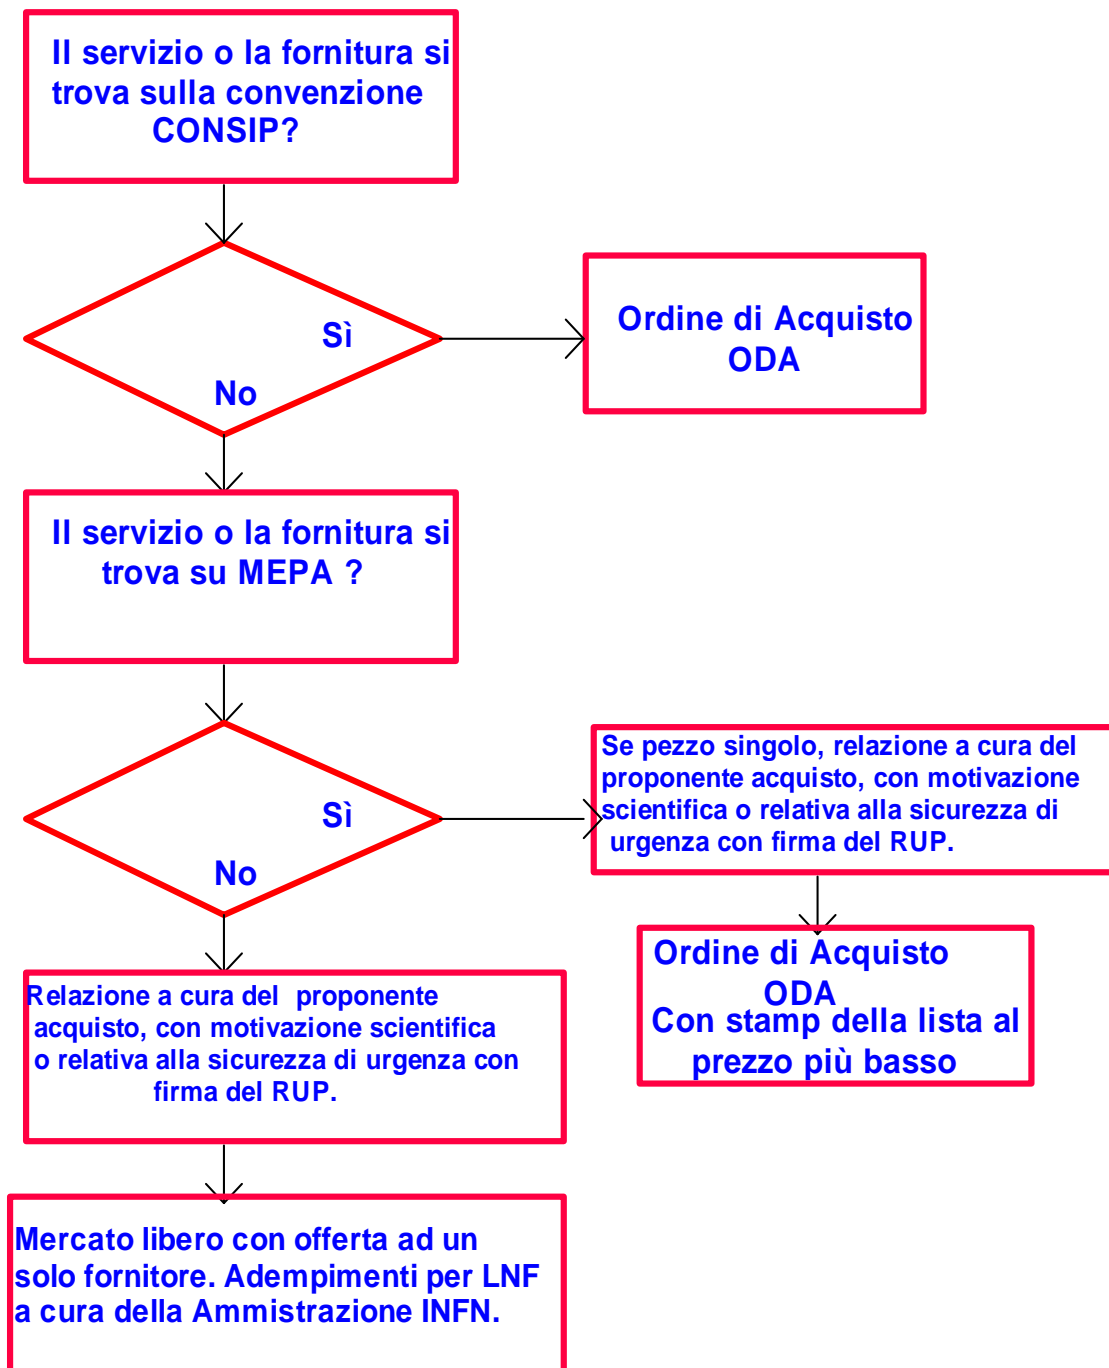 Il servizio o la fornitura si
trova sulla convenzione
CONSIP?
Sì
No
Ordine di Acquisto
ODA
Il servizio o la fornitura si
trova su MEPA ?
Sì
No
Se pezzo singolo, relazione a cura del
proponente acquisto, con motivazione
scientifica o relativa alla sicurezza di
urgenza con firma del RUP.
Ordine di Acquisto
ODA
Con stamp della lista al
prezzo più basso
Relazione a cura del proponente
acquisto, con motivazione scientifica
o relativa alla sicurezza di urgenza con
firma del RUP.
Mercato libero con offerta ad un
solo fornitore. Adempimenti per LNF
a cura della Ammistrazione INFN.